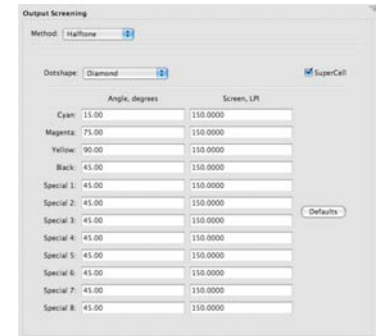 Output Screening
Method: Halftone
Dotshape: Diamond SuperCell
Angle, degrees Screen, LPI
Cyan: 15.00 150.0000
Magenta: 75.00 150.0000
Yellow: 90.00 150.0000
Black: 45.00 150.0000
Special 1: 45.00 150.0000
Special 2: 45.00 150.0000
Special 3: 45.00 150.0000 Defaults
Special 4: 45.00 150.0000
Special 5: 45.00 150.0000
Special 6: 45.00 150.0000
Special 7: 45.00 150.0000
Special 8: 45.00 150.0000